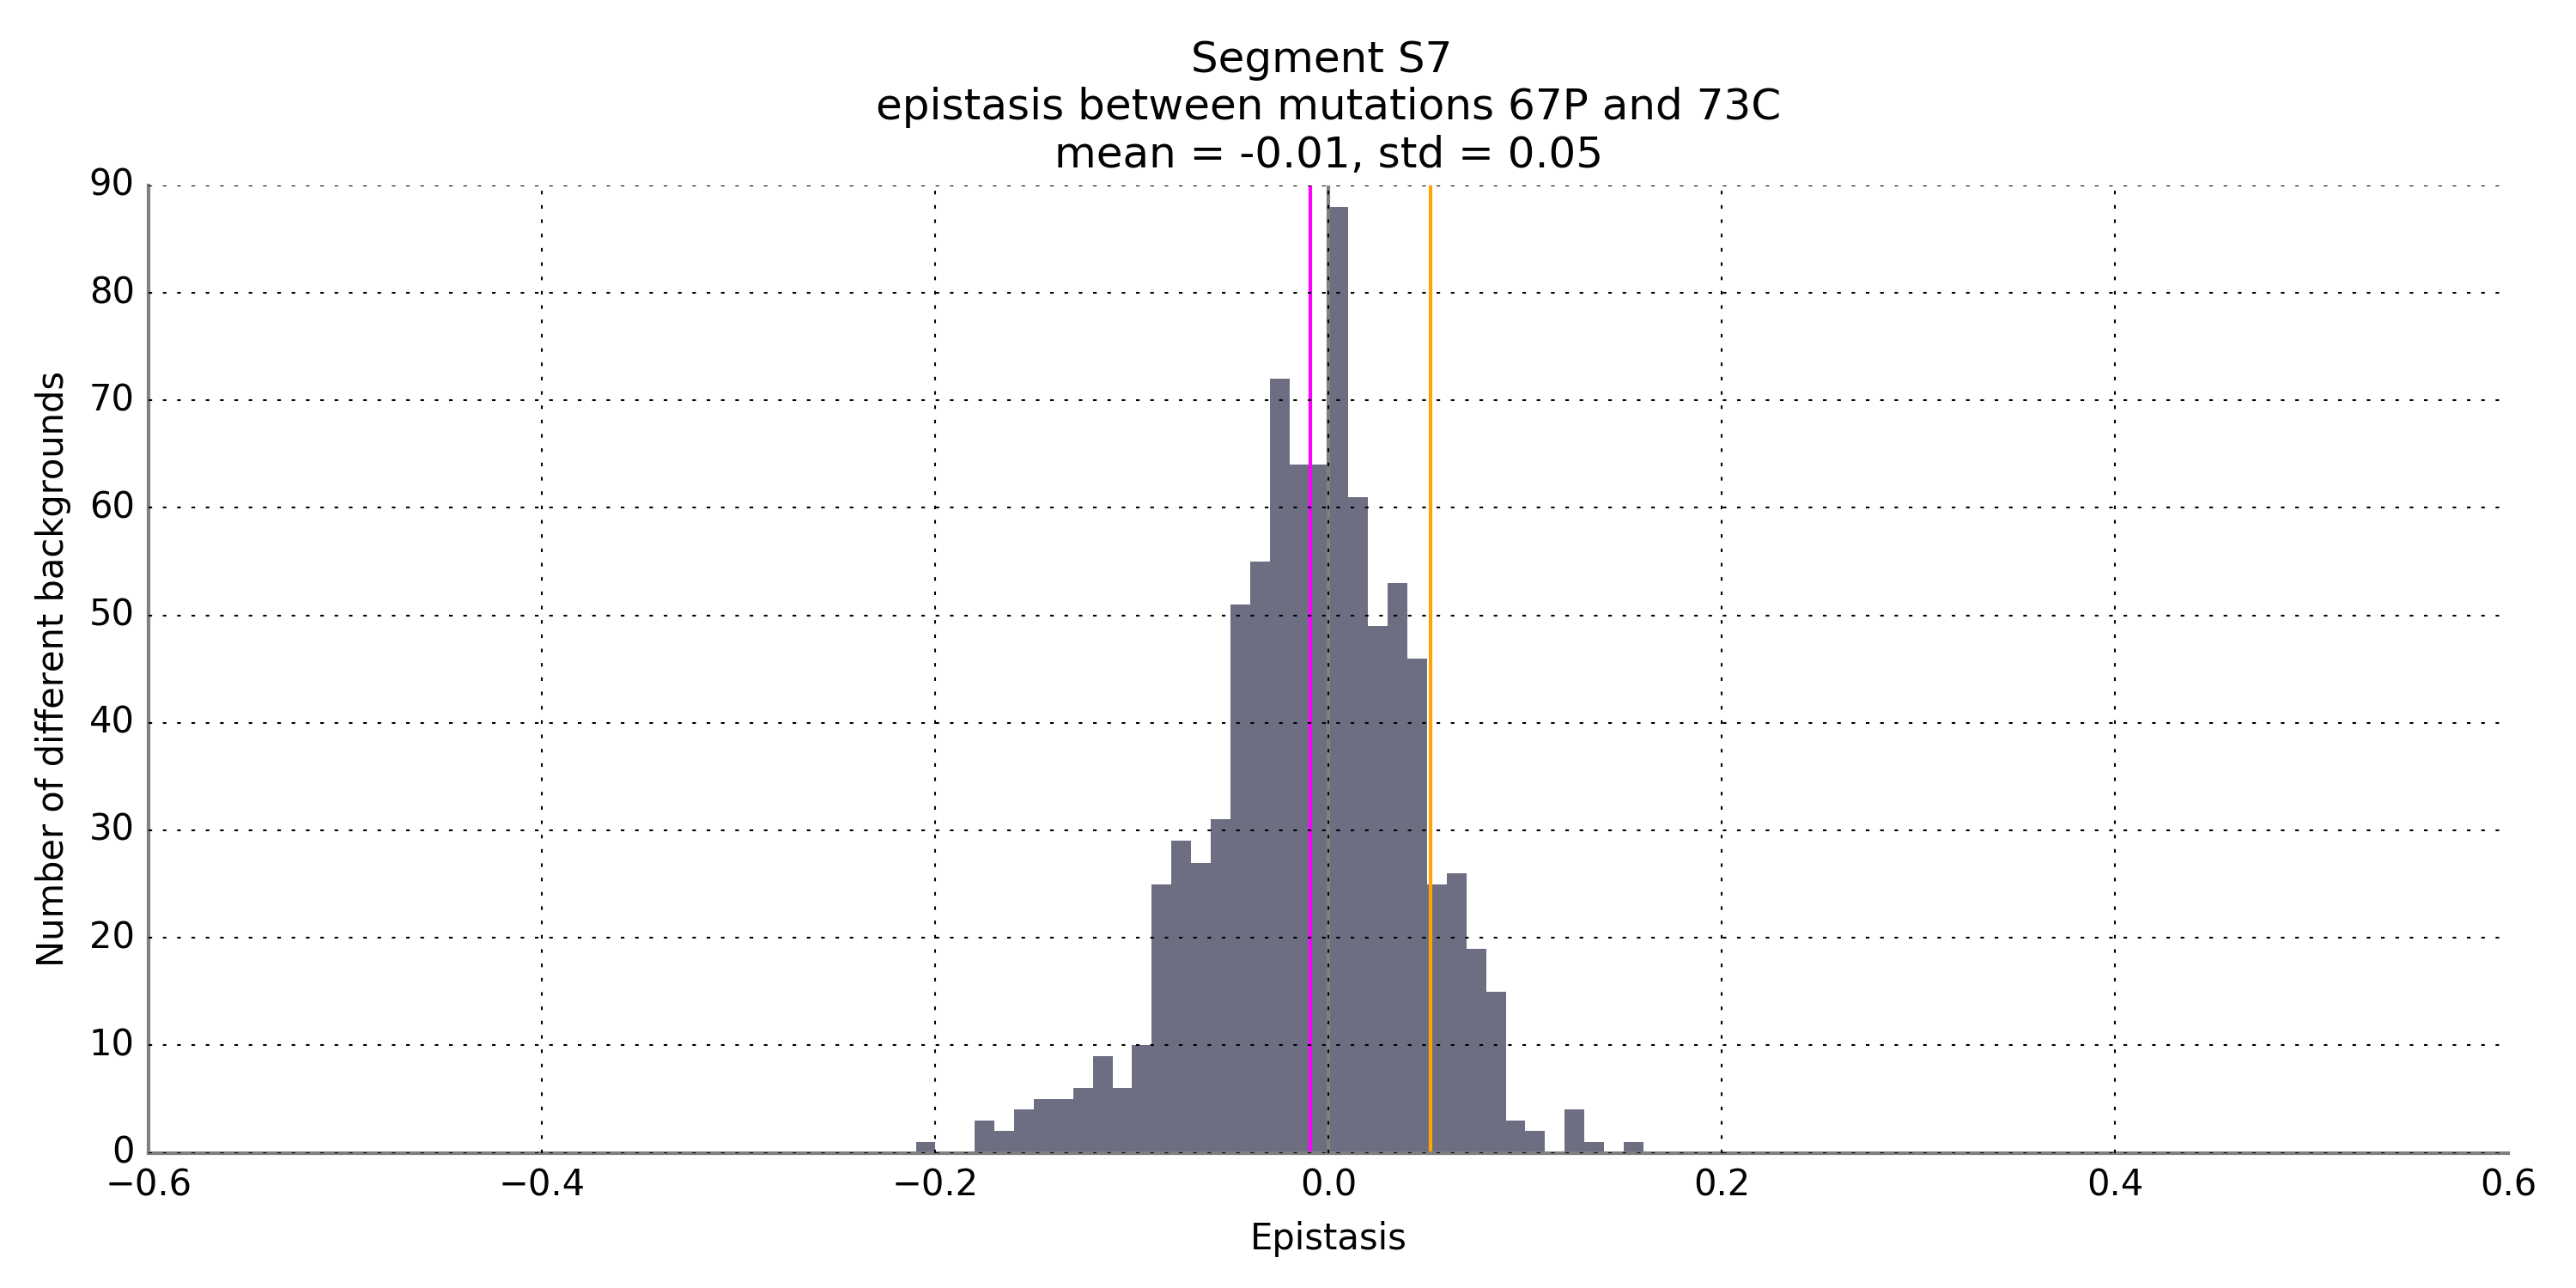 Segment S7
epistasis between mutations 67P and 73C
mean = -0.01, std = 0.05
90
80
70
60
50
40
30
20
10
0
Number of different backgrounds
−0.6 −0.4 −0.2 0.0 0.2 0.4 0.6
Epistasis